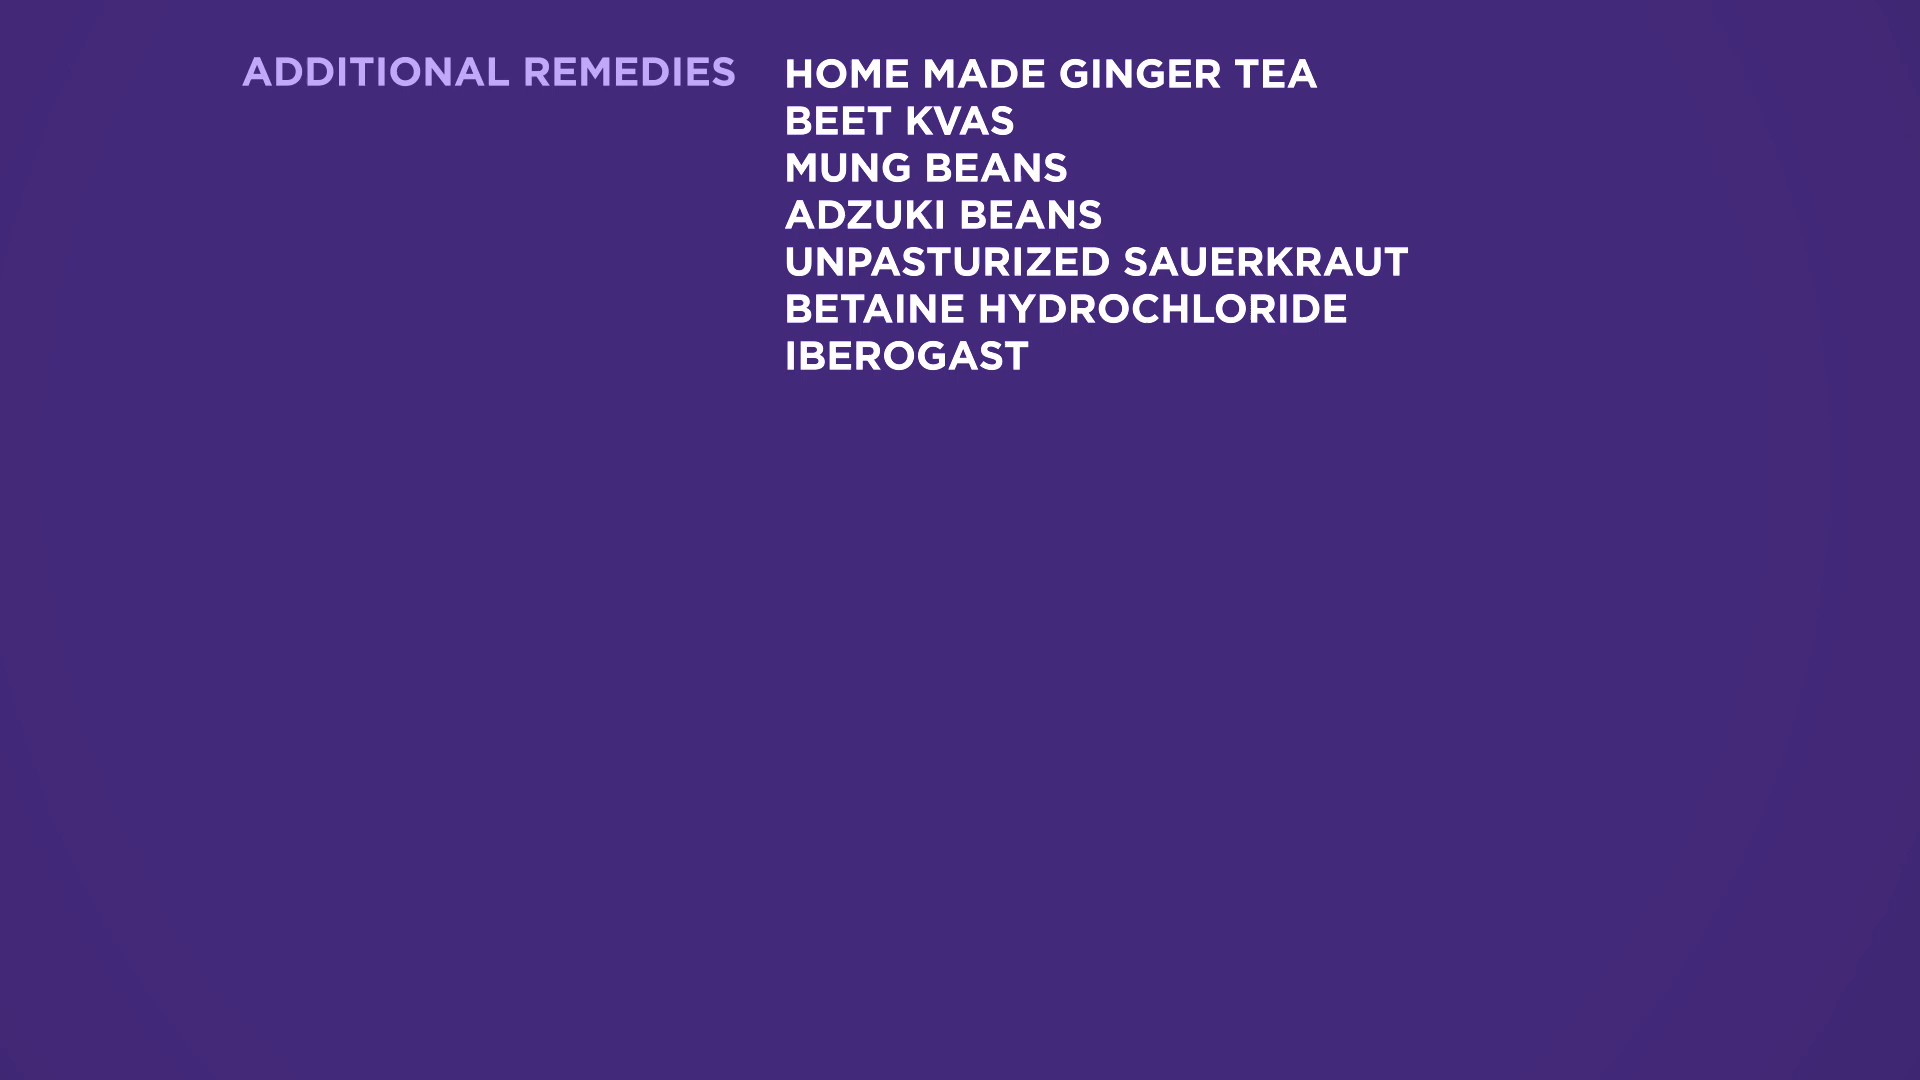 ADDITIONAL REMEDIES
HOME MADE GINGER TEA
BEET KVAS
MUNG BEANS
ADZUKI BEANS
UNPASTURIZED SAUERKRAUT
BETAINE HYDROCHLORIDE
IBEROGAST